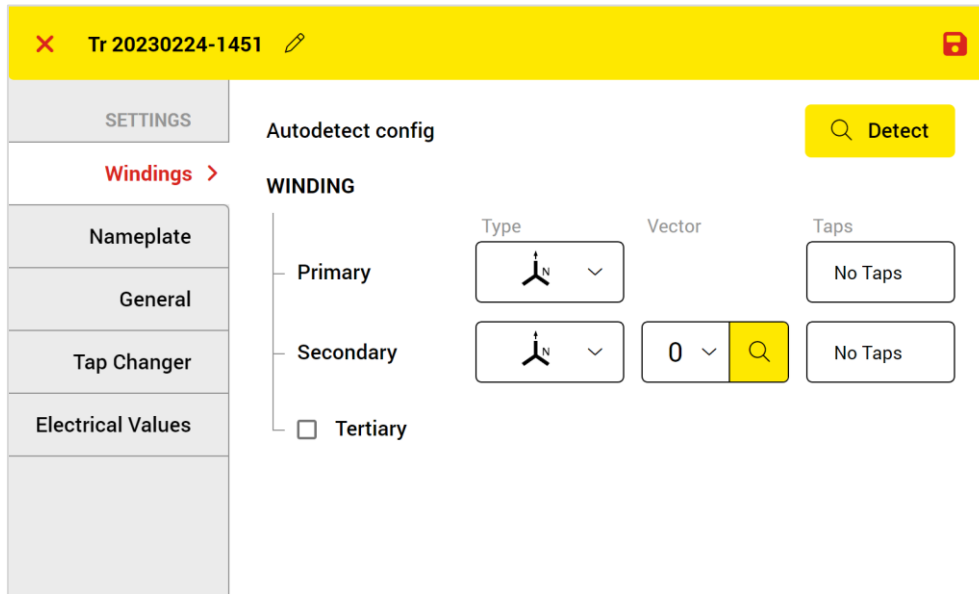 Tr 20230224-1451
SETTINGS
Windings
Nameplate
General
Tap Changer
Electrical Values
Autodetect config
Detect
WINDING
Type Vector Taps
Primary N No Taps
Secondary N 0 No Taps
Tertiary